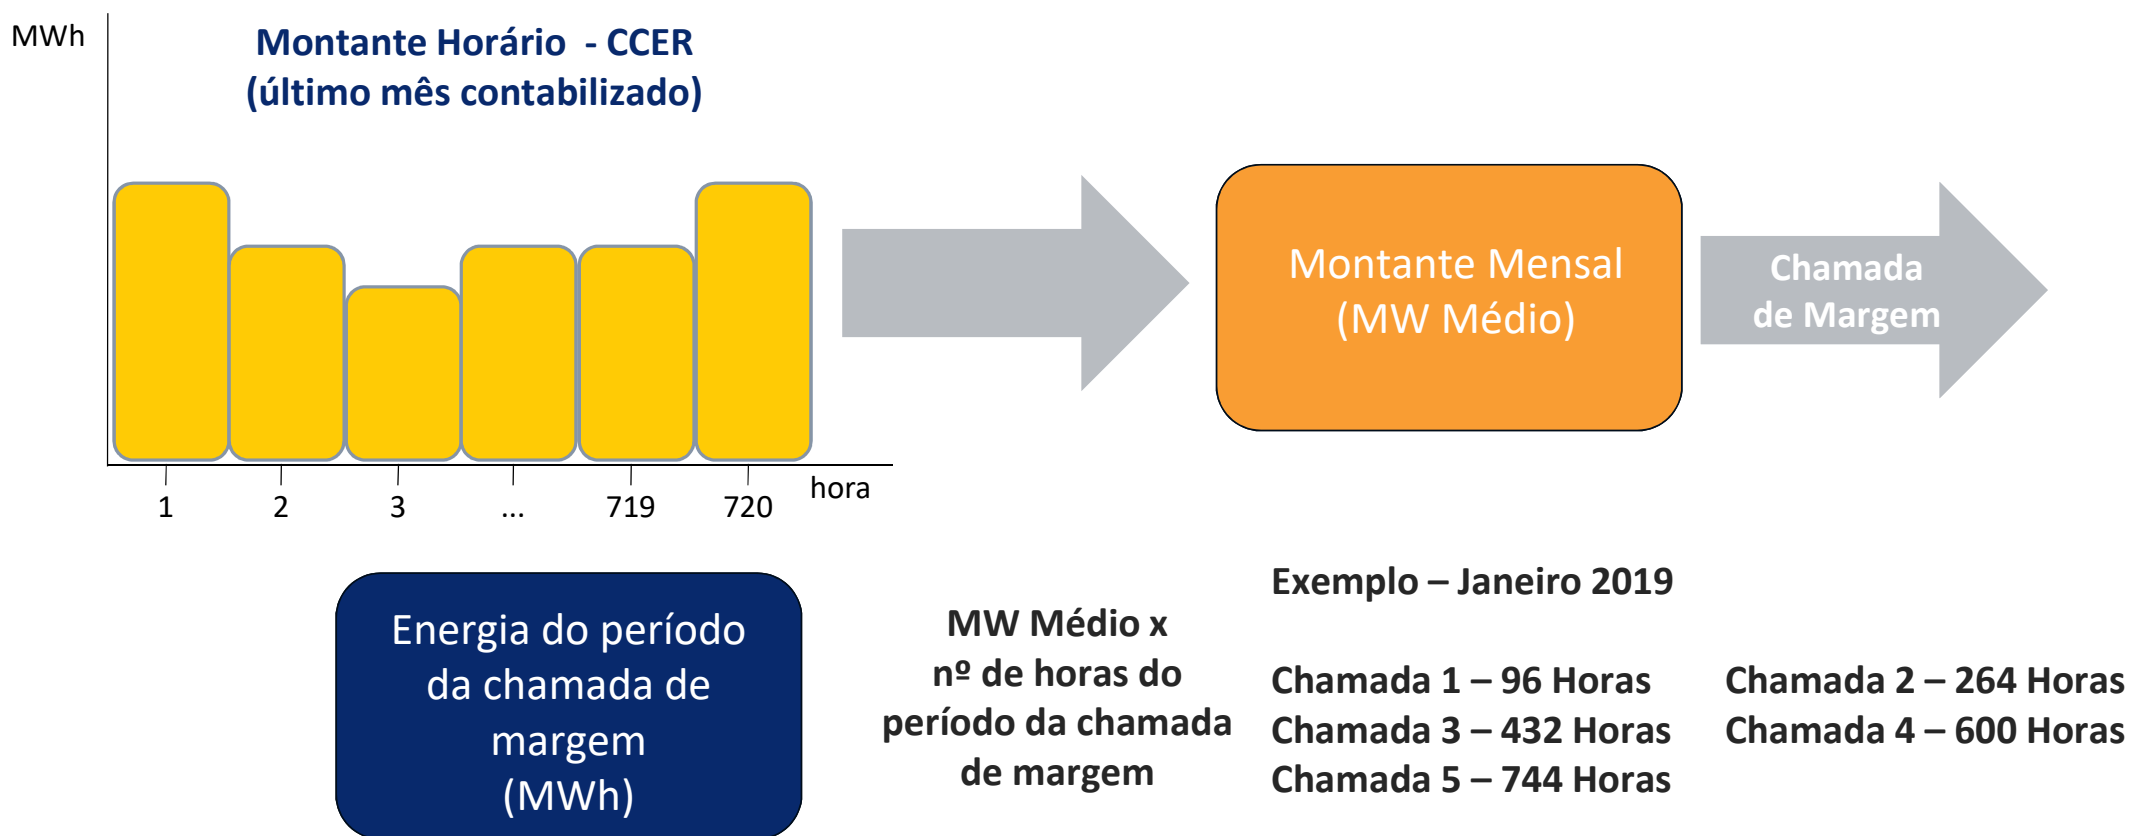 MWh
Montante Horário - CCER
(último mês contabilizado)
1
2
3
...
719
720
hora
Montante Mensal
(MW Médio)
Chamada
de Margem
Energia do período
da chamada de
margem
(MWh)
MW Médio x
nº de horas do
período da chamada
de margem
Exemplo – Janeiro 2019
Chamada 1 – 96 Horas
Chamada 2 – 264 Horas
Chamada 3 – 432 Horas
Chamada 4 – 600 Horas
Chamada 5 – 744 Horas